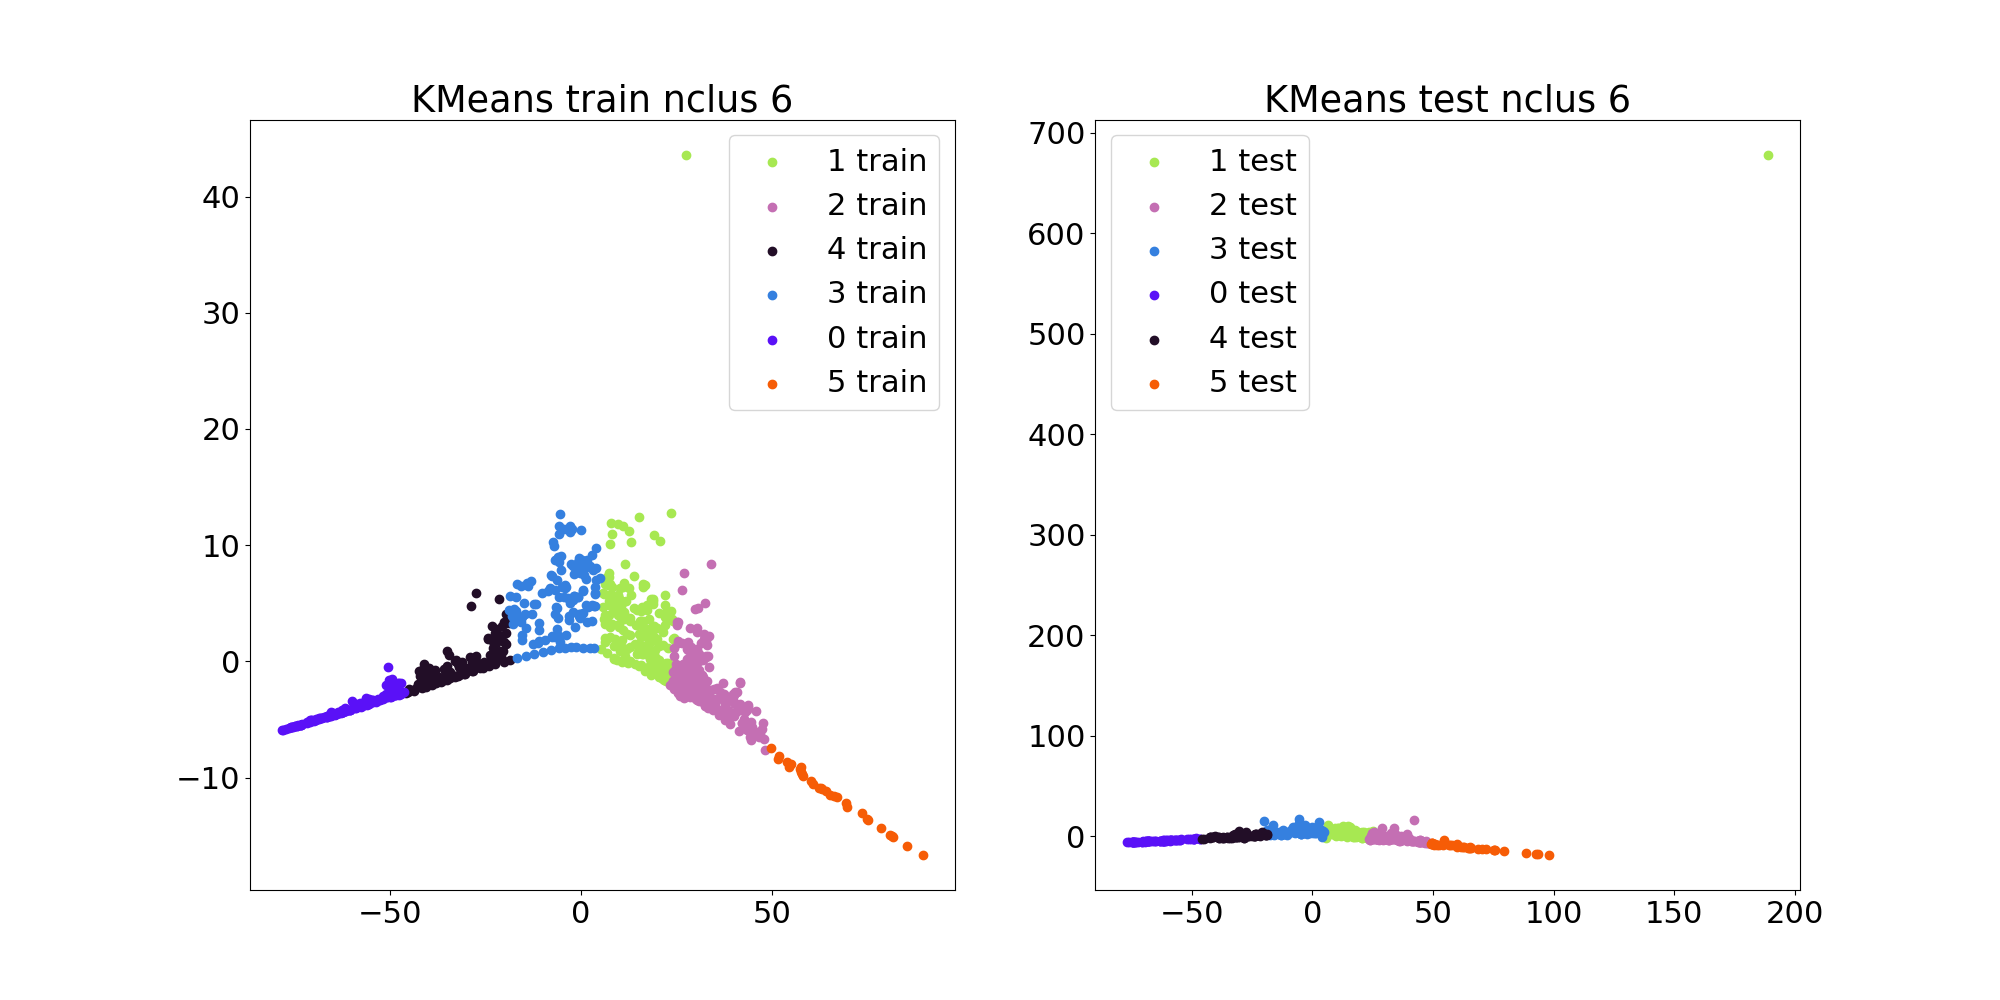 KMeans train nclus 6
40
30
20
10
0
−10
−50
0
50
1 train
2 train
4 train
3 train
0 train
5 train
KMeans test nclus 6
700
600
500
400
300
200
100
0
−50
0
50
100
150
200
1 test
2 test
3 test
0 test
4 test
5 test